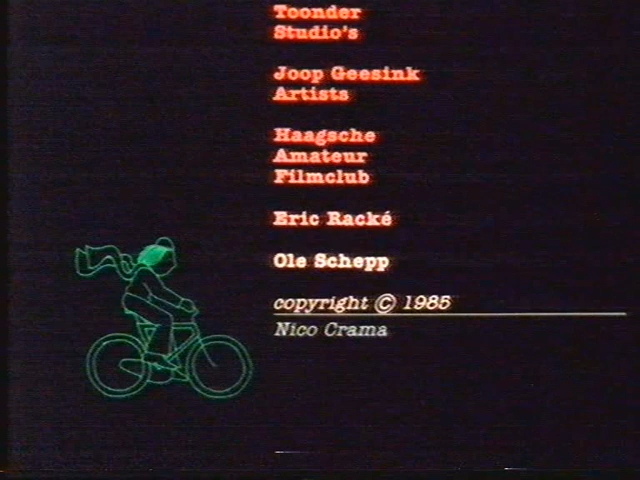 Toonder
Studio's
Joop Geesink
Artists
Haagsche
Amateur
Filmclub
Eric Racké
Ole Schepp
copyright © 1985
Nico Crama